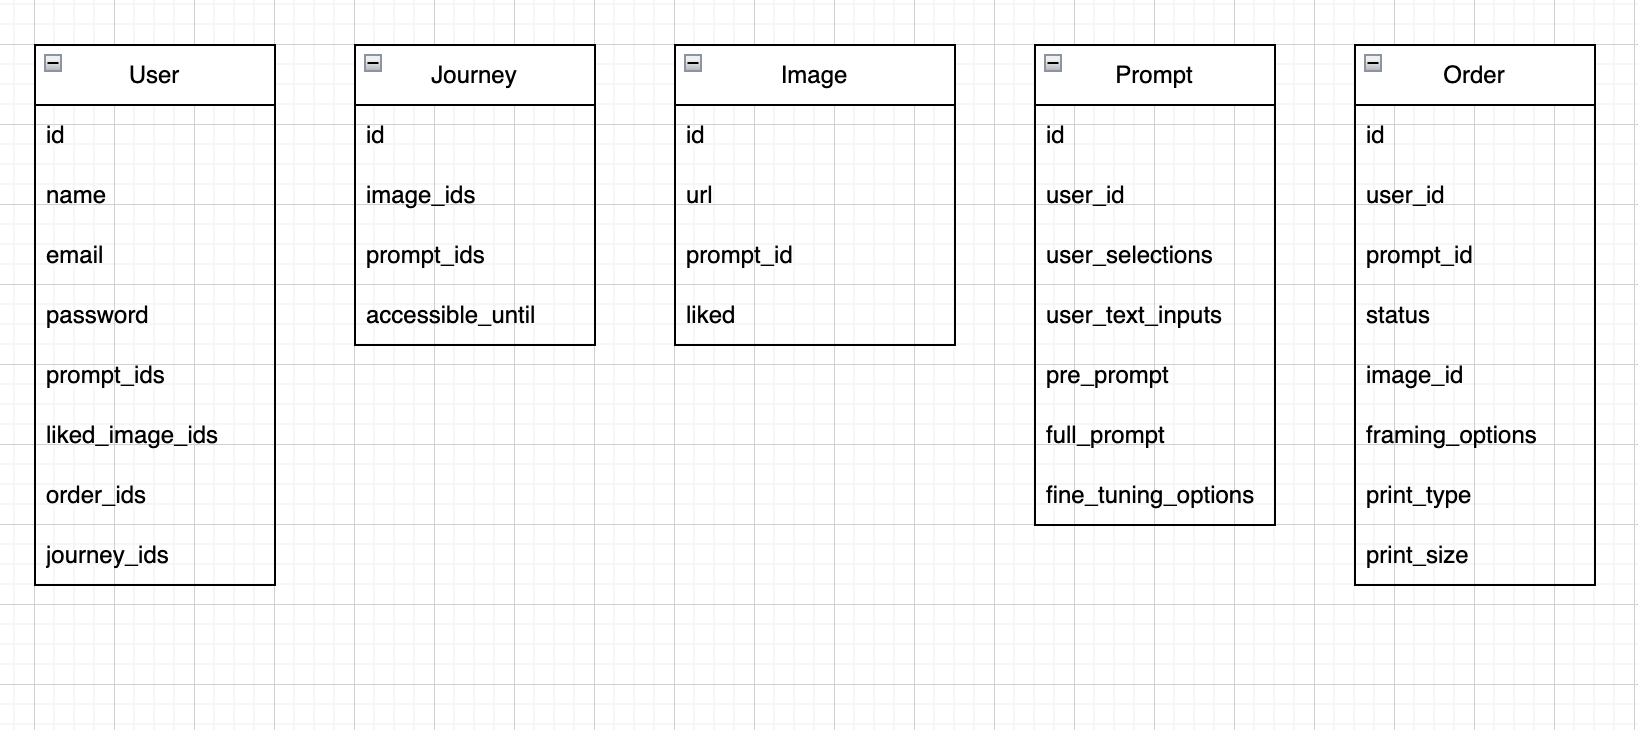 User
id
name
email
password
prompt_ids
liked_image_ids
order_ids
journey_ids
Journey
id
image_ids
prompt_ids
accessible_until
Image
id
url
prompt_id
liked
Prompt
id
user_id
user_selections
user_text_inputs
pre_prompt
full_prompt
fine_tuning_options
Order
id
user_id
prompt_id
status
image_id
framing_options
print_type
print_size